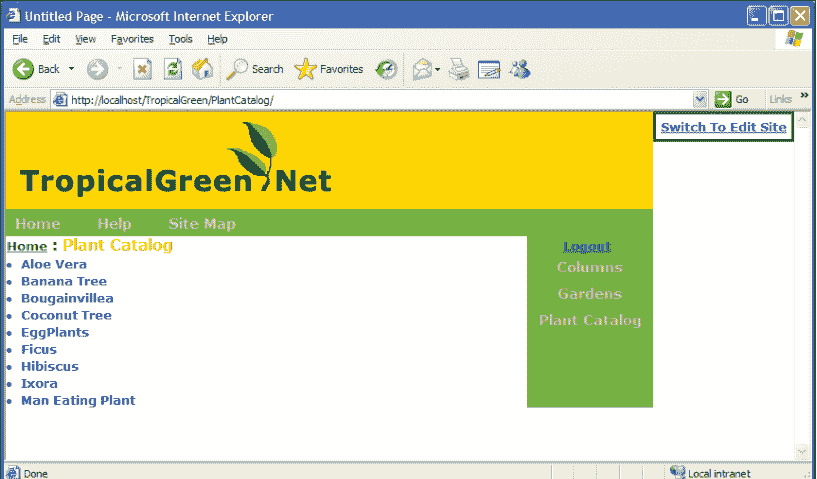 Untitled Page - Microsoft Internet Explorer
File Edit View Favorites Tools Help
Back Search Favorites
Address http://localhost/TropicalGreen/PlantCatalog/ Go Links »
Switch To Edit Site
TropicalGreen Net
Home Help Site Map
Home : Plant Catalog
Logout
Aloe Vera
Columns
Banana Tree
Gardens
Bougainvillea
Coconut Tree
Plant Catalog
EggPlants
Ficus
Hibiscus
Ixora
Man Eating Plant
Done Local intranet